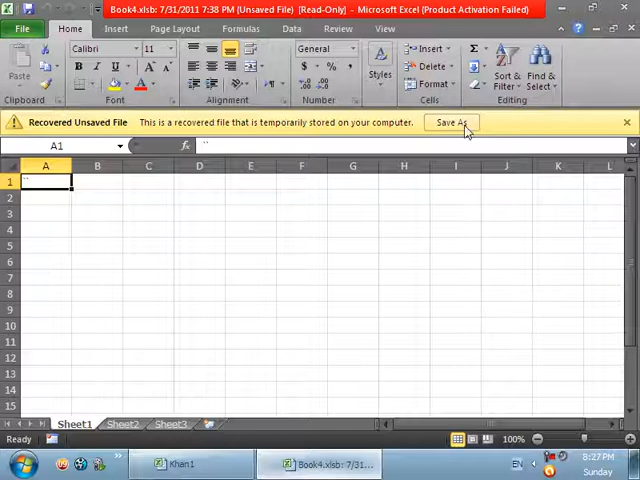 Book4.xlsb: 7/31/2011 7:38 PM (Unsaved File) [Read-Only] - Microsoft Excel (Product Activation Failed)
File Home Insert Page Layout Formulas Data Review View
Paste
Calibri 11
B I U
A A
General
$ % ,
Styles
Insert
Delete
Format
Σ
Sort & Filter
Find & Select
Clipboard Font Alignment Number Cells Editing
Recovered Unsaved File This is a recovered file that is temporarily stored on your computer. Save As
A1 fx ``
A B C D E F G H I J K L
1 ``
2
3
4
5
6
7
8
9
10
11
12
13
14
15
Sheet1 Sheet2 Sheet3
Ready 100%
Khan1 Book4.xlsb: 7/31... EN 8:27 PM
Sunday